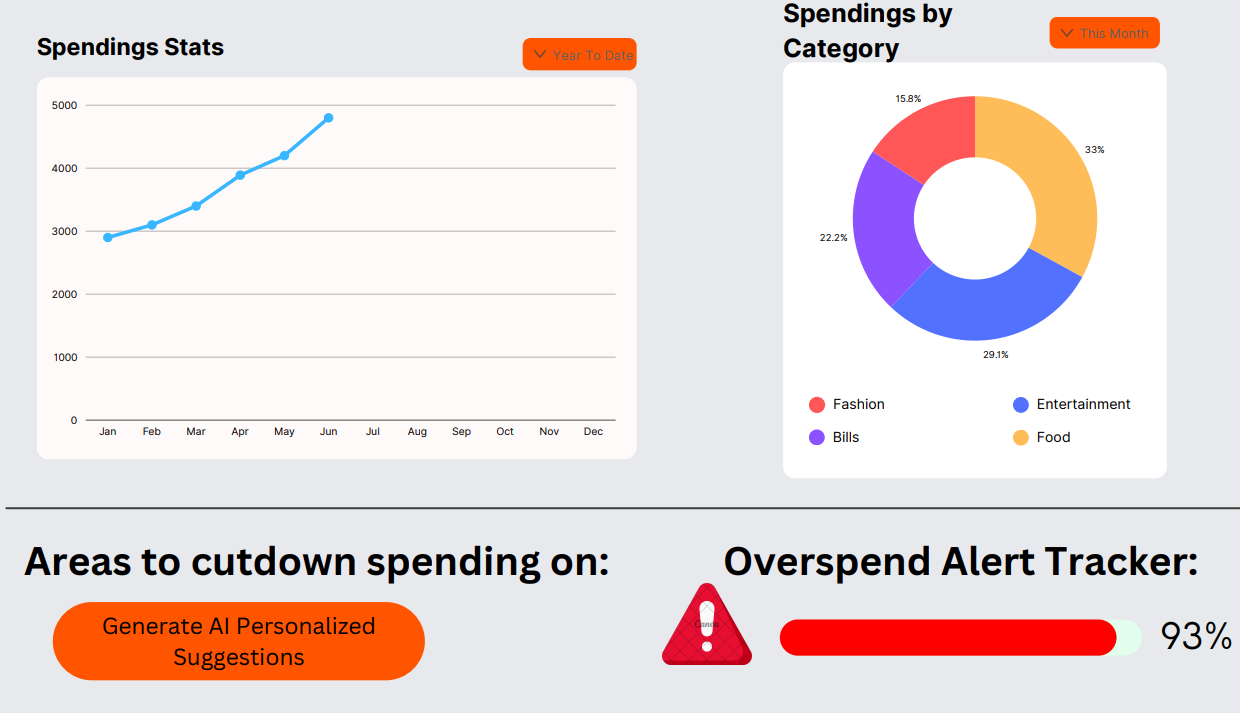 Spendings Stats
Year To Date
5000
4000
3000
2000
1000
0
Jan Feb Mar Apr May Jun Jul Aug Sep Oct Nov Dec
Spendings by
Category
This Month
15.8%
33%
22.2%
29.1%
Fashion
Entertainment
Bills
Food
Areas to cutdown spending on:
Generate AI Personalized
Suggestions
Overspend Alert Tracker:
Canva
93%